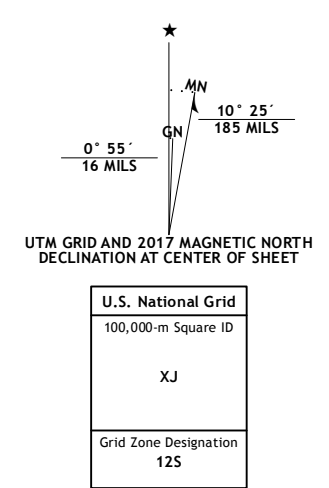 ★
MN
GN
10° 25´
185 MILS
0° 55´
16 MILS
UTM GRID AND 2017 MAGNETIC NORTH
DECLINATION AT CENTER OF SHEET
U.S. National Grid
100,000-m Square ID
XJ
Grid Zone Designation
12S